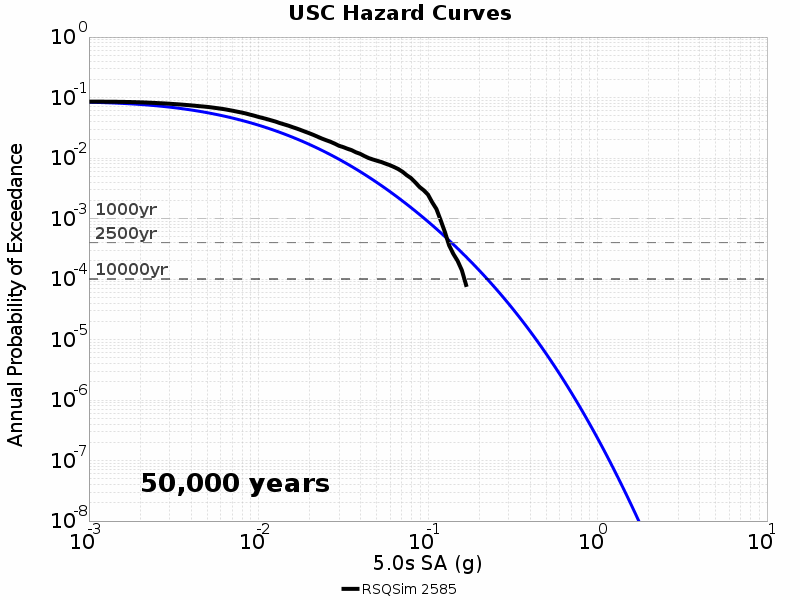 USC Hazard Curves
Annual Probability of Exceedance
10^0
10^-1
10^-2
10^-3
10^-4
10^-5
10^-6
10^-7
10^-8
1000yr
2500yr
10000yr
50,000 years
10^-3 10^-2 10^-1 10^0 10^1
5.0s SA (g)
RSQSim 2585